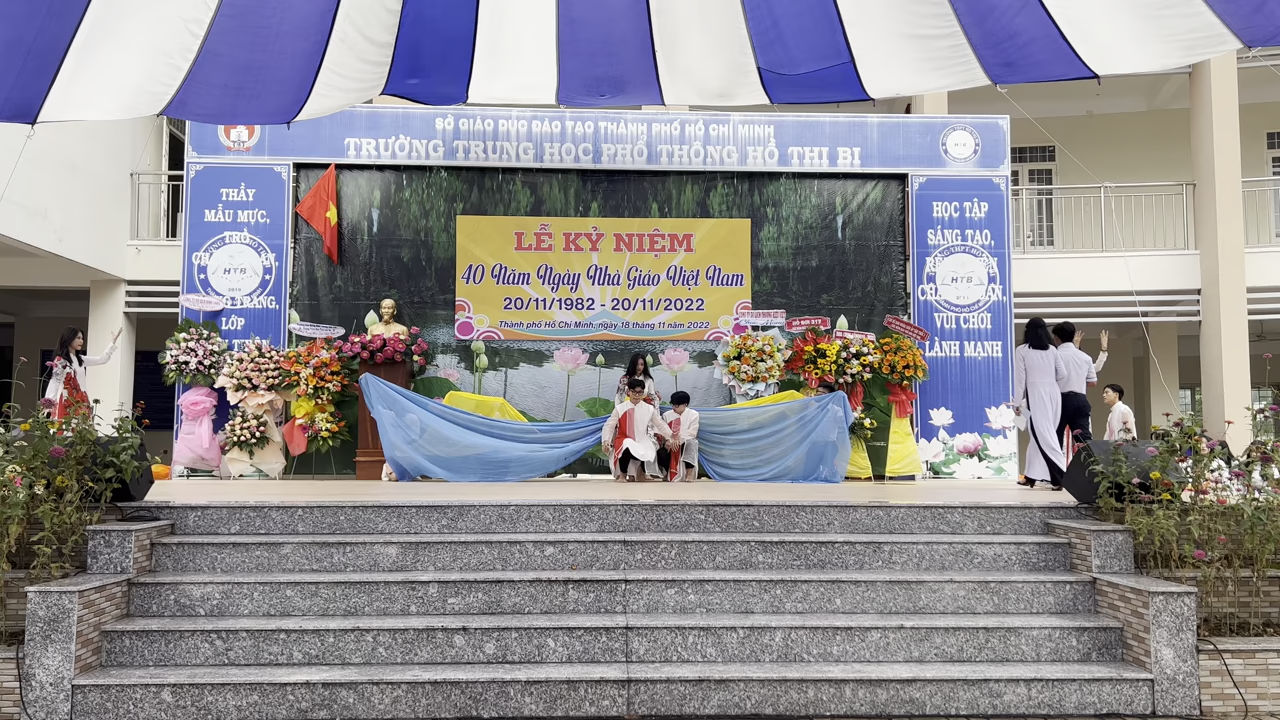 SỞ GIÁO DỤC ĐÀO TẠO THÀNH PHỐ HỒ CHÍ MINH
TRƯỜNG TRUNG HỌC PHỔ THÔNG HỒ THỊ BI
THẦY
MẪU MỰC,
TRÒ
TRỌNG,
LỚP
HTB
LỄ KỶ NIỆM
40 Năm Ngày Nhà Giáo Việt Nam
20/11/1982 - 20/11/2022
Thành phố Hồ Chí Minh, ngày 18 tháng 11 năm 2022
HỌC TẬP
SÁNG TẠO,
VUI CHƠI
LÀNH MẠNH
HTB